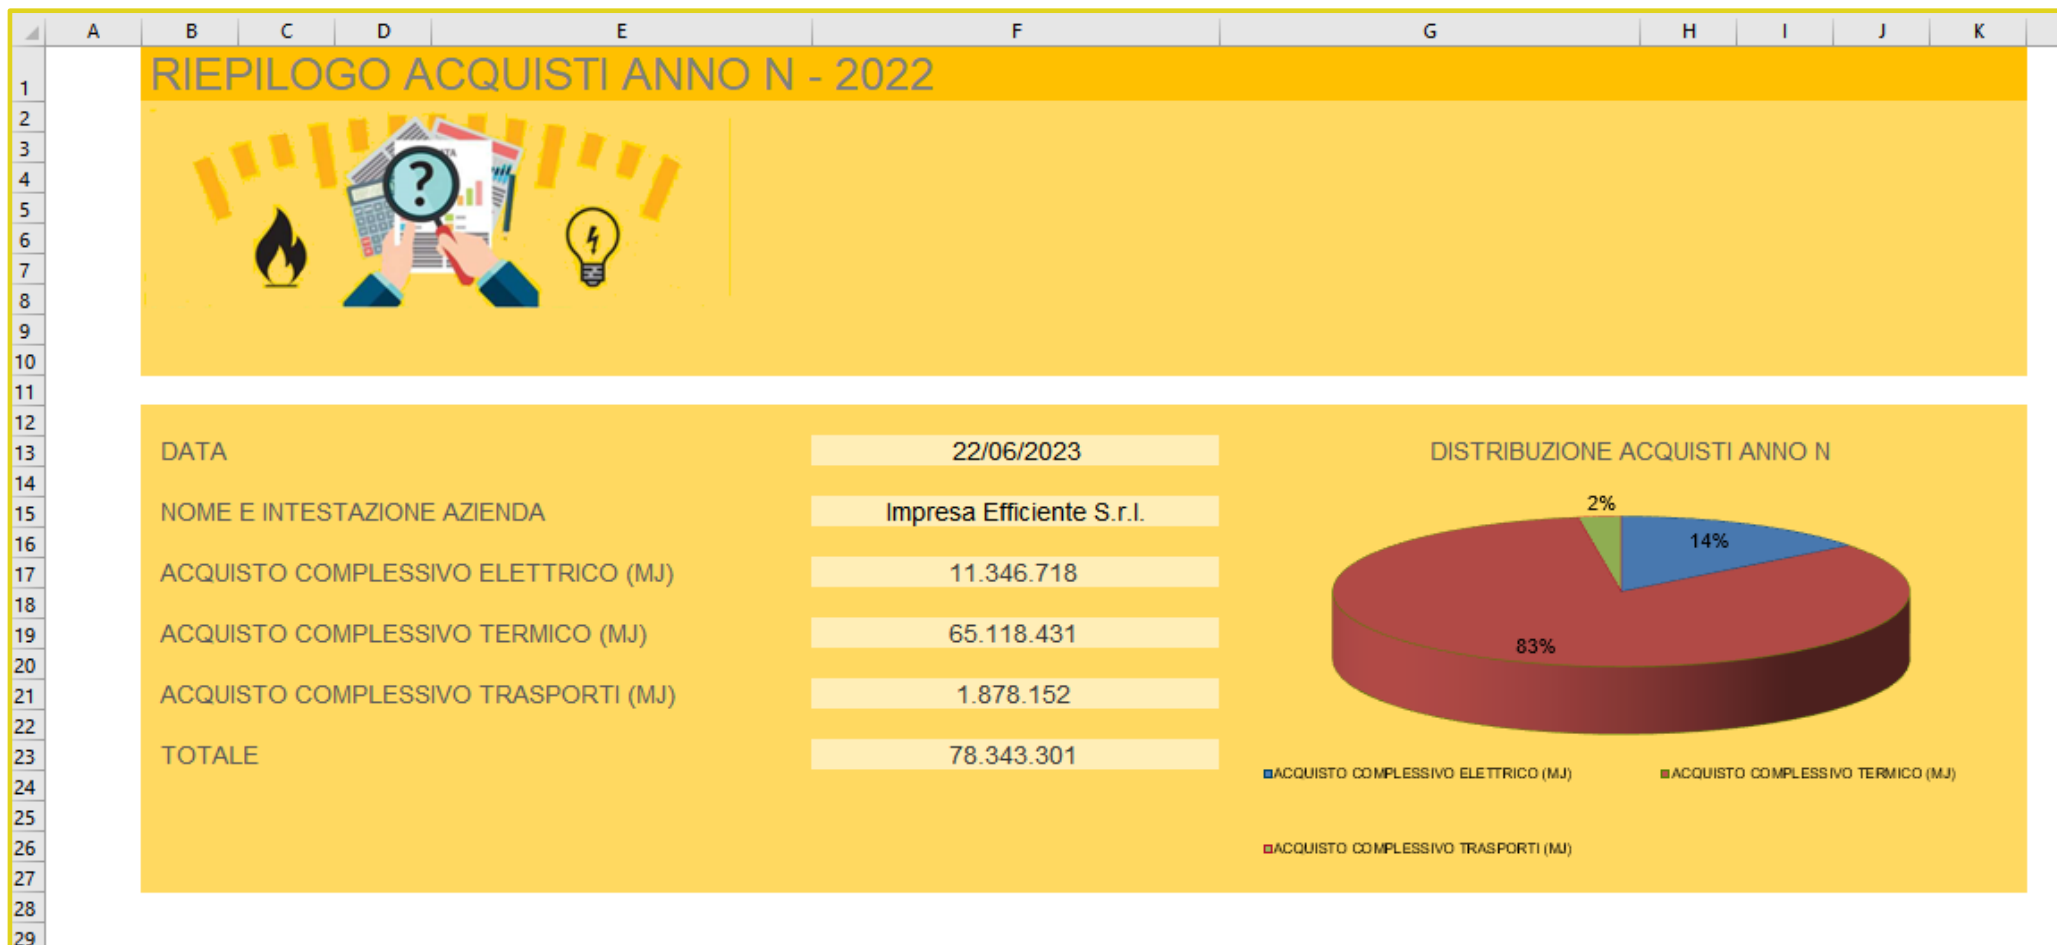 A B C D E F G H I J K
1 RIEPILOGO ACQUISTI ANNO N - 2022
2
3
4
?
5
6
7
8
9
10
11
12
13 DATA 22/06/2023 DISTRIBUZIONE ACQUISTI ANNO N
14
2%
15 NOME E INTESTAZIONE AZIENDA Impresa Efficiente S.r.l.
16
14%
17 ACQUISTO COMPLESSIVO ELETTRICO (MJ) 11.346.718
18
19 ACQUISTO COMPLESSIVO TERMICO (MJ) 65.118.431
83%
20
21 ACQUISTO COMPLESSIVO TRASPORTI (MJ) 1.878.152
22
23 TOTALE 78.343.301
ACQUISTO COMPLESSIVO ELETTRICO (MJ) ACQUISTO COMPLESSIVO TERMICO (MJ)
24
25
26 ACQUISTO COMPLESSIVO TRASPORTI (MJ)
27
28
29